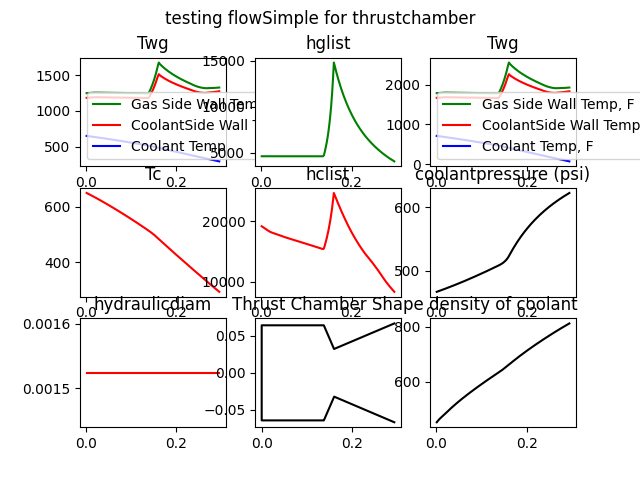 testing flowSimple for thrustchamber
Twg
hglist
Twg
1500
1000
500
0.0
0.2
Gas Side Wall Tem
CoolantSide Wall
Coolant Temp
15000
10000
5000
0.0
0.2
2000
1000
0
0.0
0.2
Gas Side Wall Temp, F
CoolantSide Wall Temp
Coolant Temp, F
Tc
hclist
coolantpressure (psi)
600
400
0.0
0.2
20000
10000
0.0
0.2
600
500
0.0
0.2
hydraulicdiam
Thrust Chamber Shape
density of coolant
0.0016
0.0015
0.0
0.2
0.05
0.00
−0.05
0.0
0.2
800
600
0.0
0.2